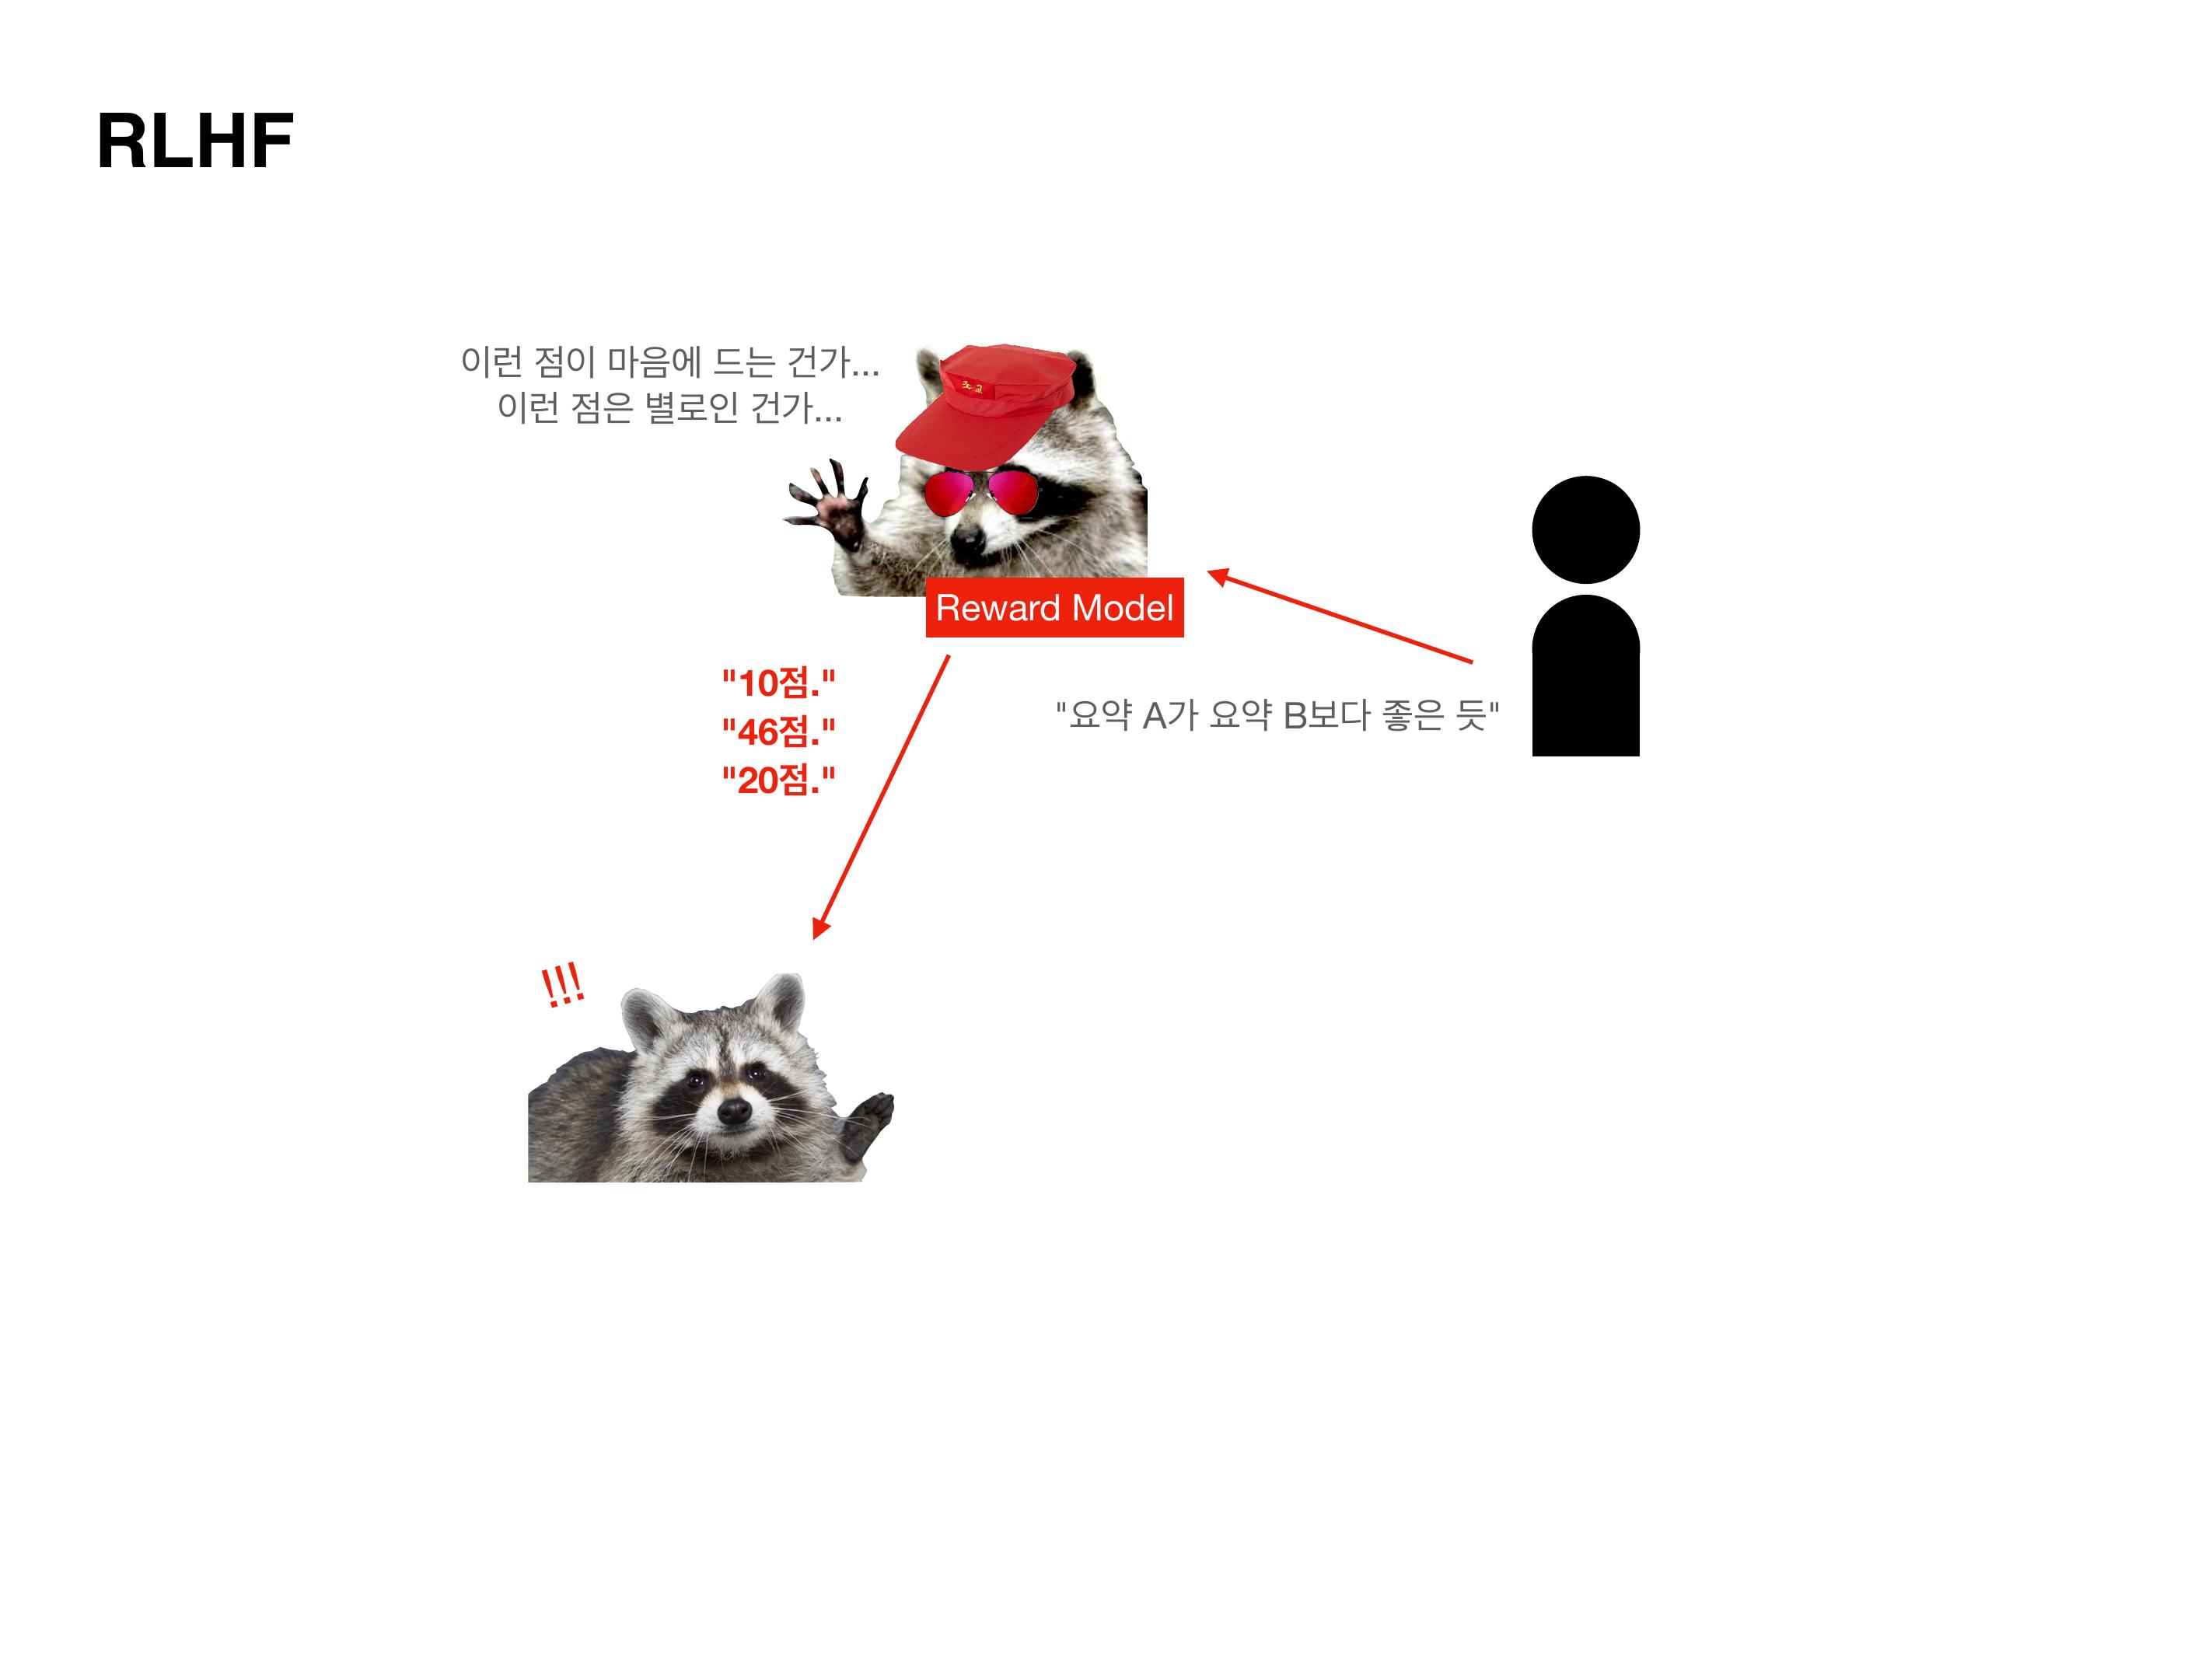 RLHF
이런 점이 마음에 드는 건가...
이런 점은 별로인 건가...
조교
Reward Model
"10점."
"46점."
"20점."
"요약 A가 요약 B보다 좋은 듯"
!!!